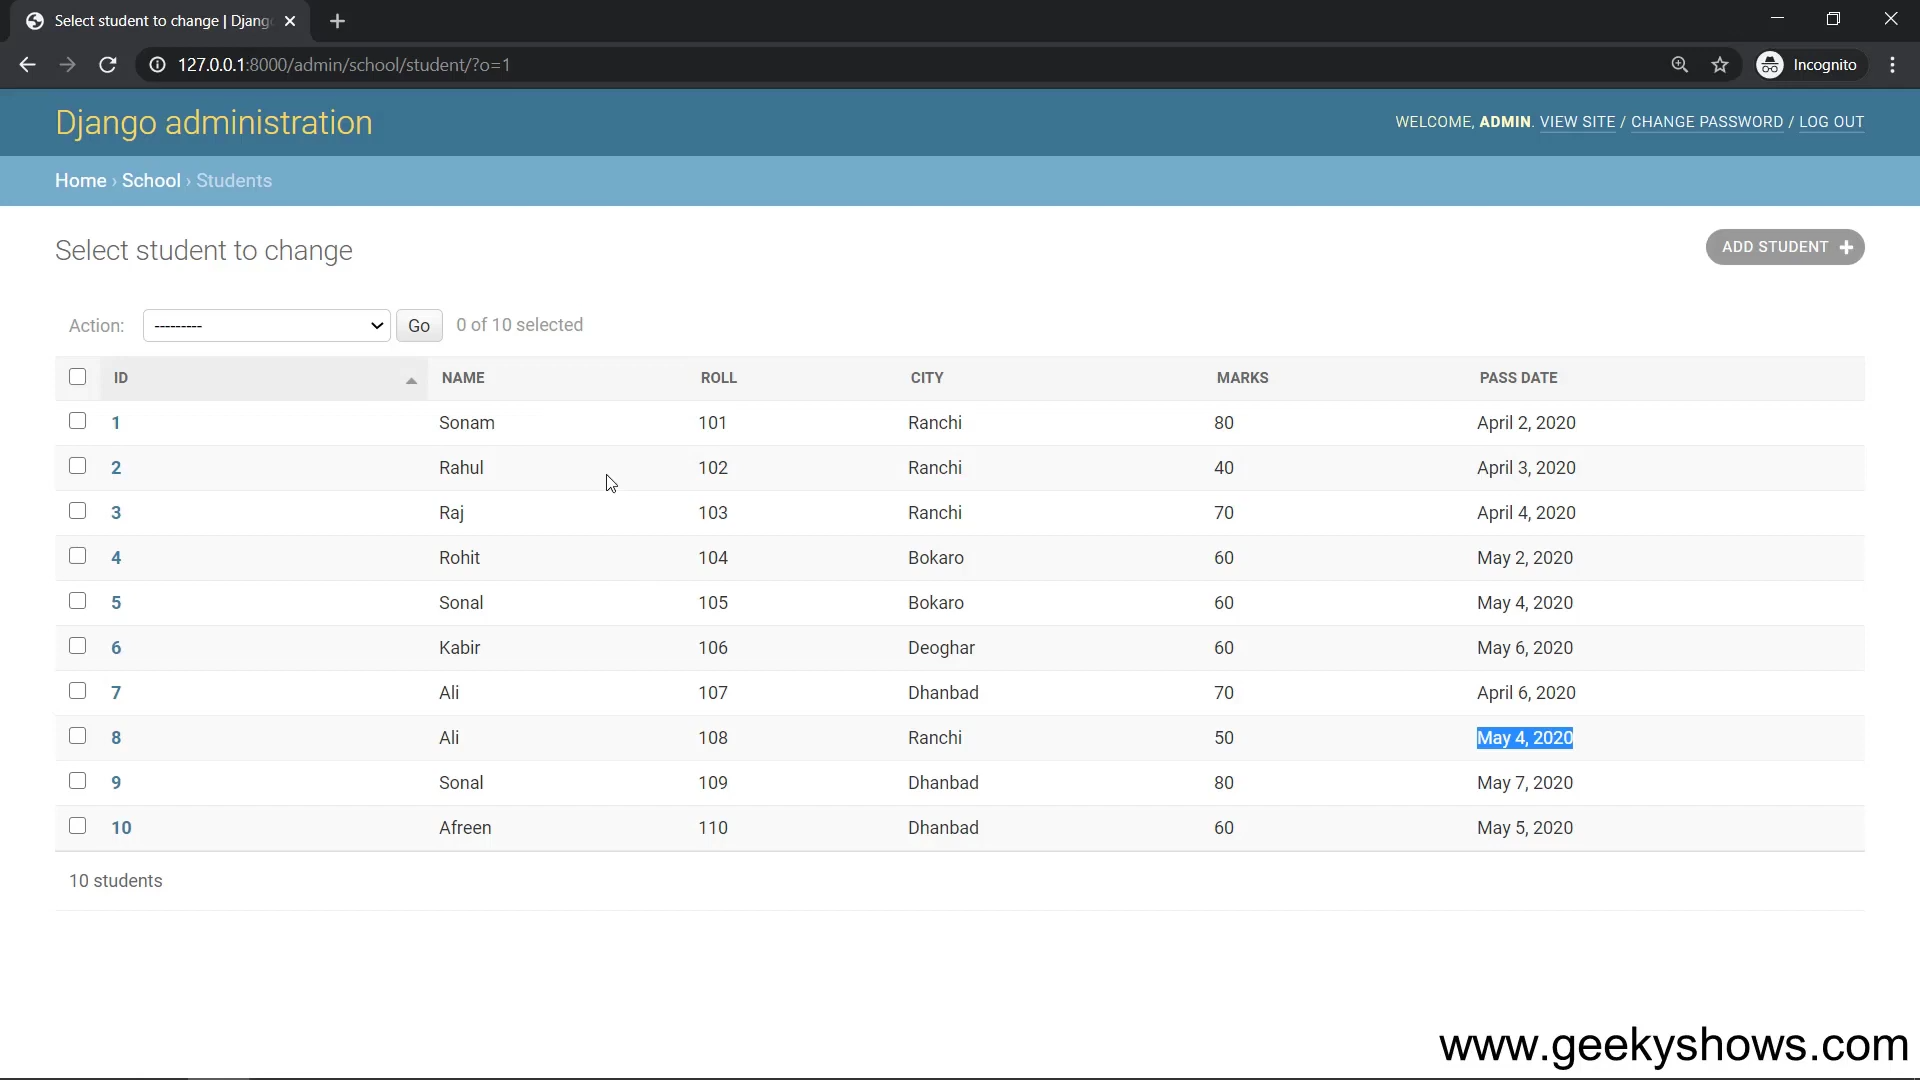 Select student to change | Djang
127.0.0.1:8000/admin/school/student/?o=1
Incognito
Django administration
WELCOME, ADMIN. VIEW SITE / CHANGE PASSWORD / LOG OUT
Home › School › Students
Select student to change
ADD STUDENT +
Action: --------- Go 0 of 10 selected
ID NAME ROLL CITY MARKS PASS DATE
1 Sonam 101 Ranchi 80 April 2, 2020
2 Rahul 102 Ranchi 40 April 3, 2020
3 Raj 103 Ranchi 70 April 4, 2020
4 Rohit 104 Bokaro 60 May 2, 2020
5 Sonal 105 Bokaro 60 May 4, 2020
6 Kabir 106 Deoghar 60 May 6, 2020
7 Ali 107 Dhanbad 70 April 6, 2020
8 Ali 108 Ranchi 50 May 4, 2020
9 Sonal 109 Dhanbad 80 May 7, 2020
10 Afreen 110 Dhanbad 60 May 5, 2020
10 students
www.geekyshows.com